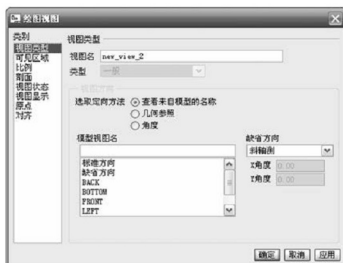 绘图视图
类别
视图类型
可见区域
比例
剖面
视图状态
视图显示
原点
对齐
视图类型
视图名 new_view_2
类型 一般
视图方向
选取定向方法 查看来自模型的名称
几何参照
角度
模型视图名
缺省方向
标准方向
缺省方向
BACK
BOTTOM
FRONT
LEFT
斜轴测
X角度 0.00
Y角度 0.00
确定 取消 应用